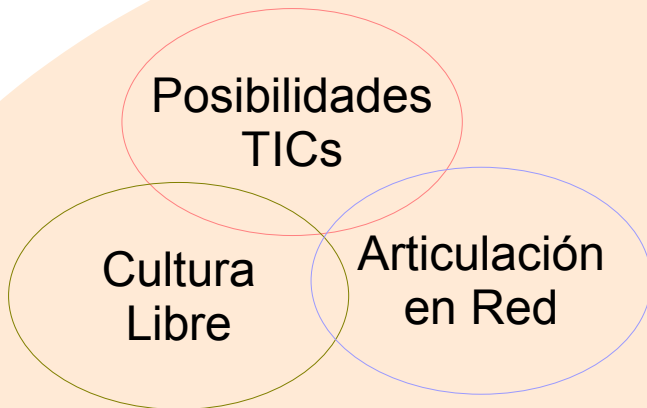 Posibilidades
TICs
Cultura
Libre
Articulación
en Red